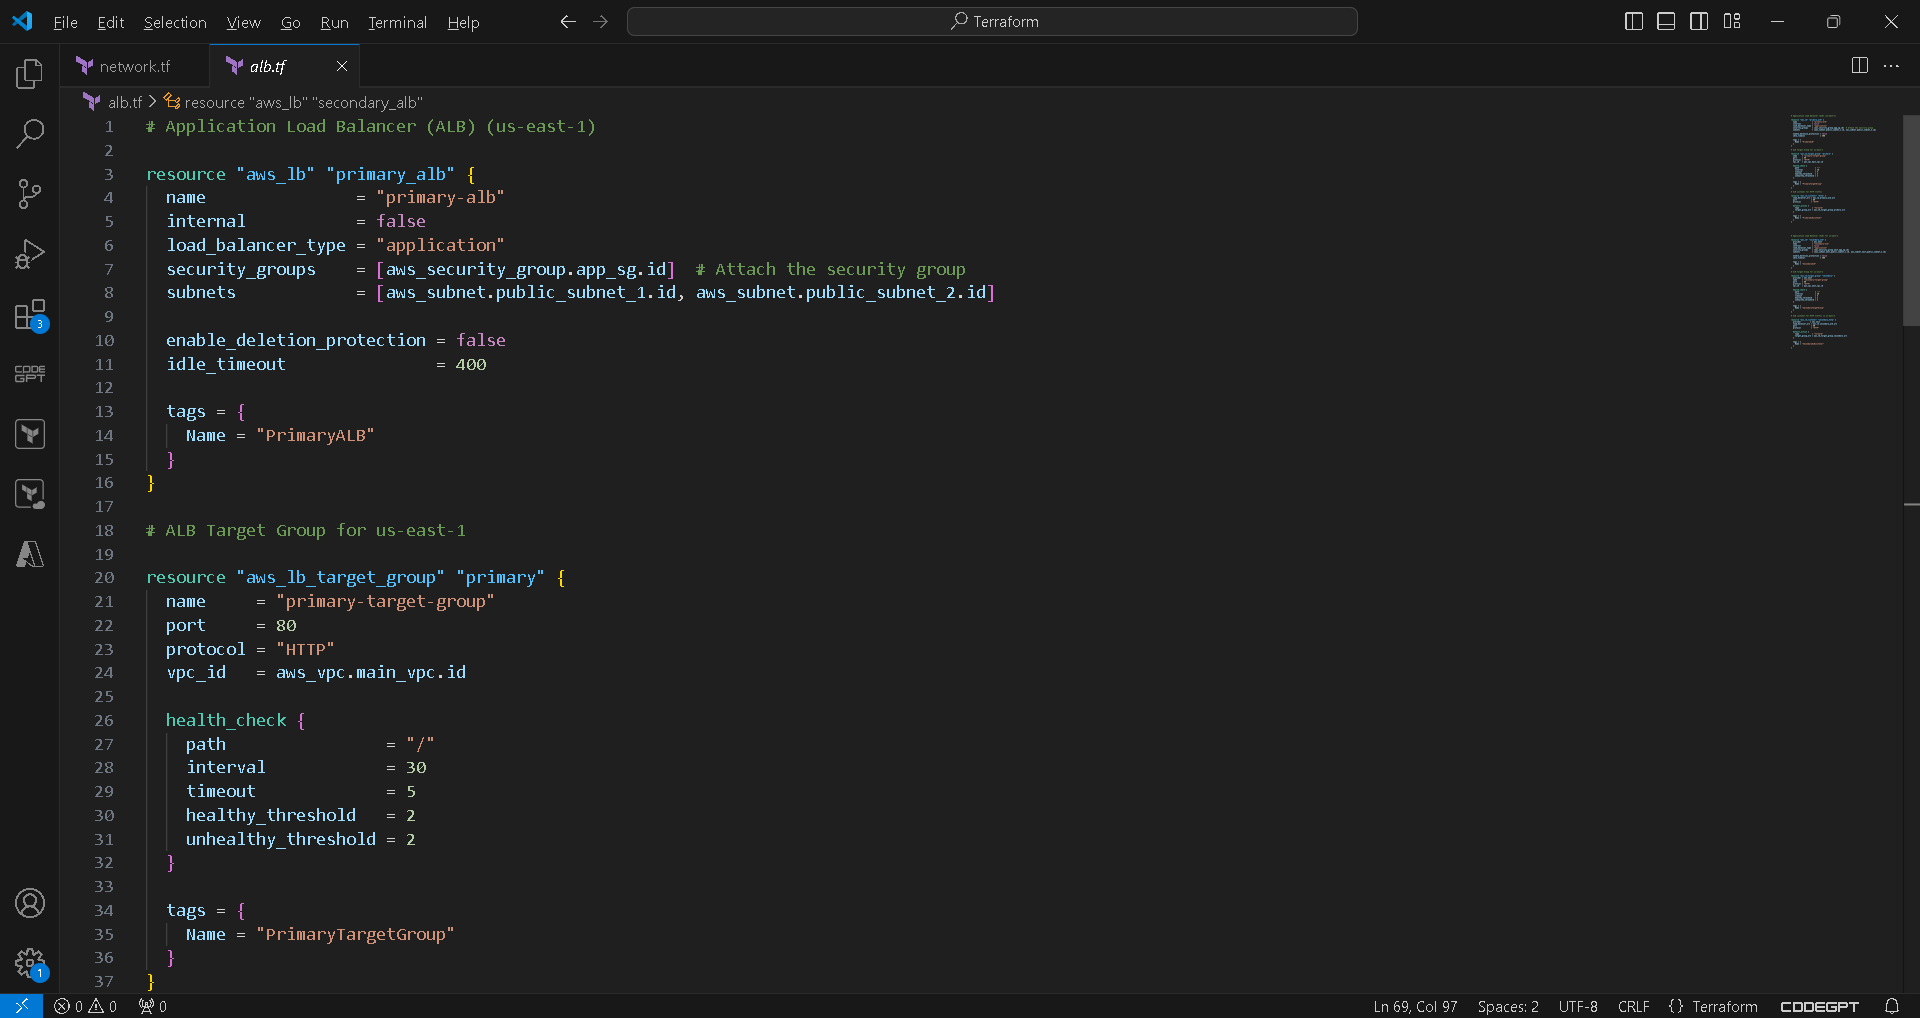 File Edit Selection View Go Run Terminal Help Terraform
network.tf alb.tf
alb.tf > resource "aws_lb" "secondary_alb"
1 # Application Load Balancer (ALB) (us-east-1)
2
3 resource "aws_lb" "primary_alb" {
4 name = "primary-alb"
5 internal = false
6 load_balancer_type = "application"
7 security_groups = [aws_security_group.app_sg.id] # Attach the security group
8 subnets = [aws_subnet.public_subnet_1.id, aws_subnet.public_subnet_2.id]
9
10 enable_deletion_protection = false
11 idle_timeout = 400
12
13 tags = {
14 Name = "PrimaryALB"
15 }
16 }
17
18 # ALB Target Group for us-east-1
19
20 resource "aws_lb_target_group" "primary" {
21 name = "primary-target-group"
22 port = 80
23 protocol = "HTTP"
24 vpc_id = aws_vpc.main_vpc.id
25
26 health_check {
27 path = "/"
28 interval = 30
29 timeout = 5
30 healthy_threshold = 2
31 unhealthy_threshold = 2
32 }
33
34 tags = {
35 Name = "PrimaryTargetGroup"
36 }
37 }
3
CODE
GPT
1
0 0 0 Ln 69, Col 97 Spaces: 2 UTF-8 CRLF {} Terraform CODEGPT